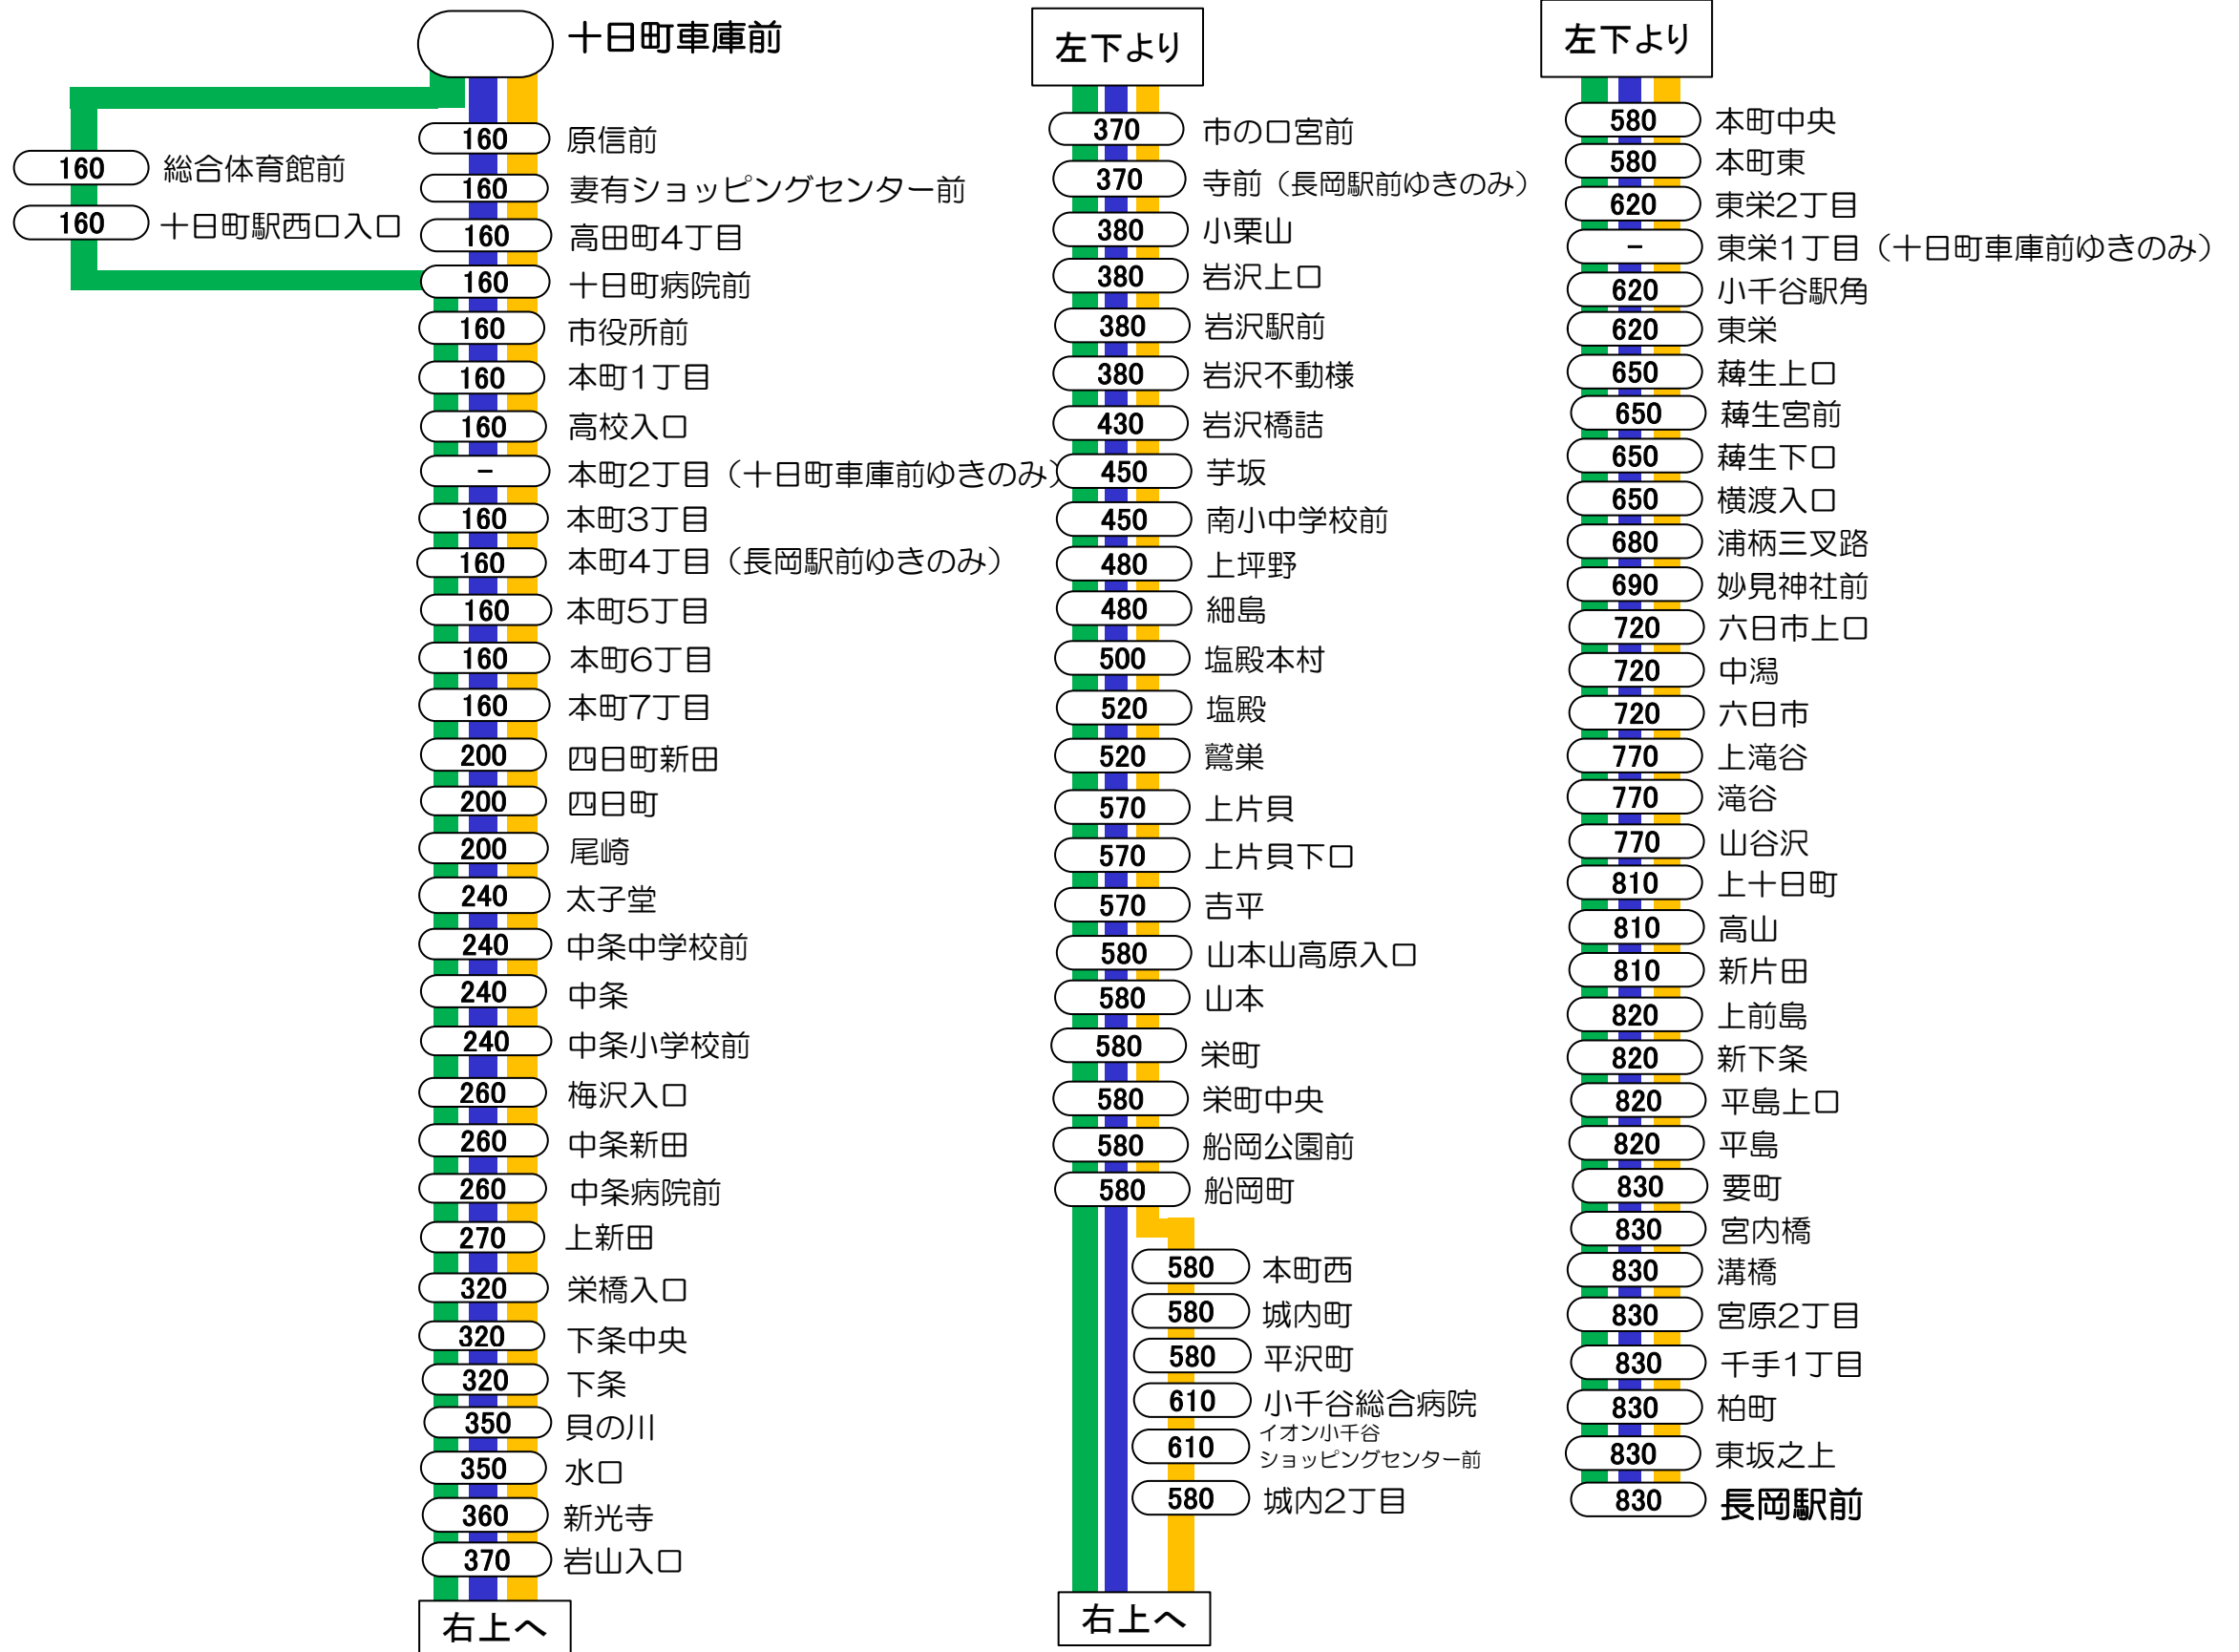 十日町車庫前
160 総合体育館前
160 十日町駅西口入口
160 原信前
160 妻有ショッピングセンター前
160 高田町4丁目
160 十日町病院前
160 市役所前
160 本町1丁目
160 高校入口
- 本町2丁目（十日町車庫前ゆきのみ）
160 本町3丁目
160 本町4丁目（長岡駅前ゆきのみ）
160 本町5丁目
160 本町6丁目
160 本町7丁目
200 四日町新田
200 四日町
200 尾崎
240 太子堂
240 中条中学校前
240 中条
240 中条小学校前
260 梅沢入口
260 中条新田
260 中条病院前
270 上新田
320 栄橋入口
320 下条中央
320 下条
350 貝の川
350 水口
360 新光寺
370 岩山入口
右上へ
左下より
370 市の口宮前
370 寺前（長岡駅前ゆきのみ）
380 小栗山
380 岩沢上口
380 岩沢駅前
380 岩沢不動様
430 岩沢橋詰
450 芋坂
450 南小中学校前
480 上坪野
480 細島
500 塩殿本村
520 塩殿
520 鷲巣
570 上片貝
570 上片貝下口
570 吉平
580 山本山高原入口
580 山本
580 栄町
580 栄町中央
580 船岡公園前
580 船岡町
580 本町西
580 城内町
580 平沢町
610 小千谷総合病院
610 イオン小千谷
ショッピングセンター前
580 城内2丁目
右上へ
左下より
580 本町中央
580 本町東
620 東栄2丁目
- 東栄1丁目（十日町車庫前ゆきのみ）
620 小千谷駅角
620 東栄
650 薭生上口
650 薭生宮前
650 薭生下口
650 横渡入口
680 浦柄三叉路
690 妙見神社前
720 六日市上口
720 中潟
720 六日市
770 上滝谷
770 滝谷
770 山谷沢
810 上十日町
810 高山
810 新片田
820 上前島
820 新下条
820 平島上口
820 平島
830 要町
830 宮内橋
830 溝橋
830 宮原2丁目
830 千手1丁目
830 柏町
830 東坂之上
830 長岡駅前